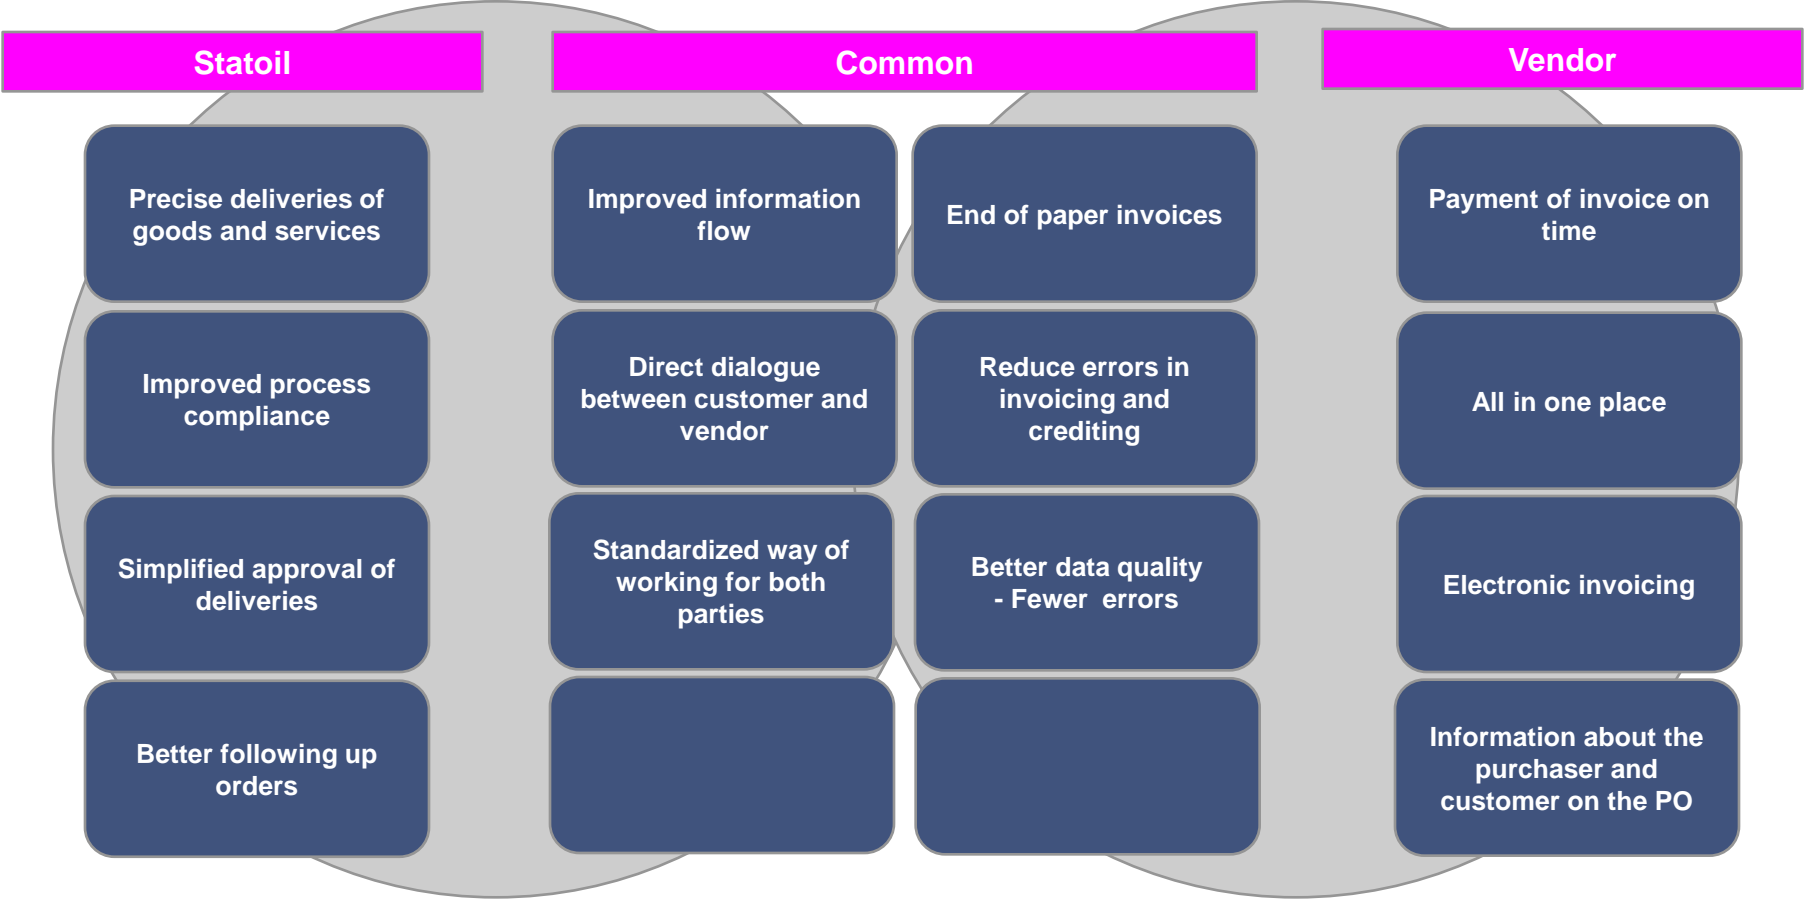 Statoil
Common
Vendor
Precise deliveries of
goods and services
Improved process
compliance
Simplified approval of
deliveries
Better following up
orders
Improved information
flow
Direct dialogue
between customer and
vendor
Standardized way of
working for both
parties
End of paper invoices
Reduce errors in
invoicing and
crediting
Better data quality
- Fewer  errors
Payment of invoice on
time
All in one place
Electronic invoicing
Information about the
purchaser and
customer on the PO